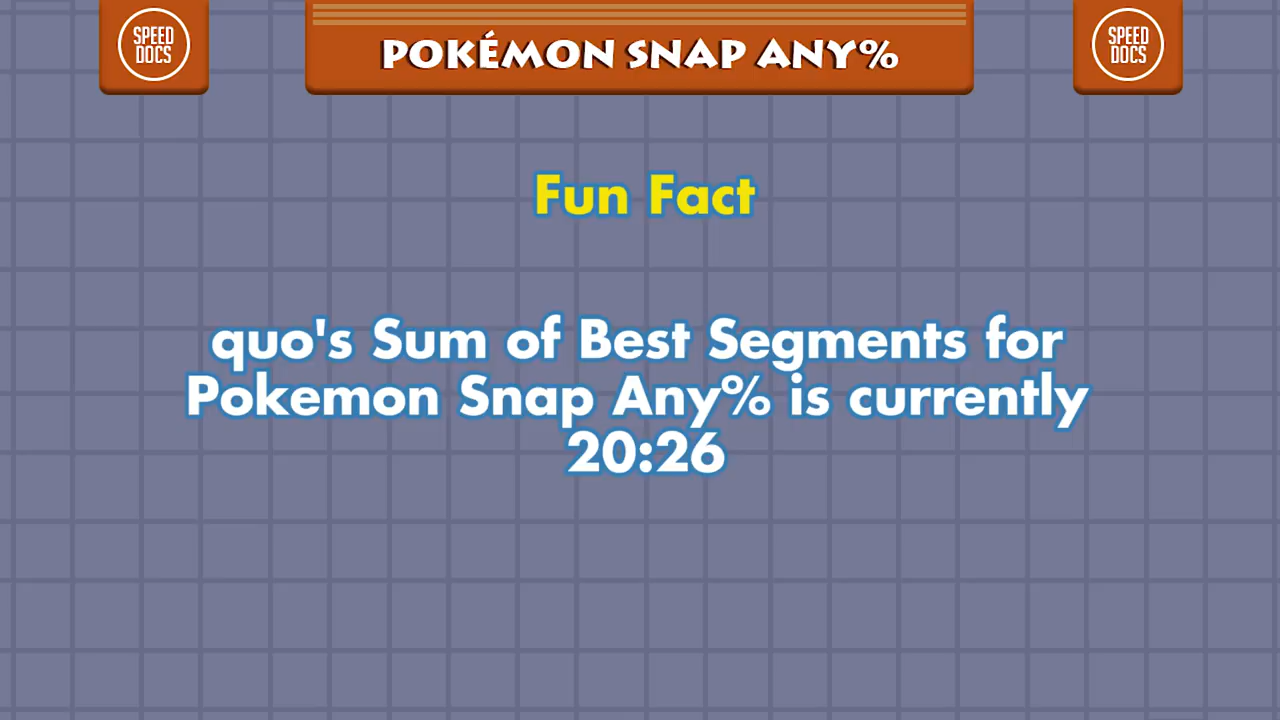 SPEED
DOCS
POKÉMON SNAP ANY%
SPEED
DOCS
Fun Fact
quo's Sum of Best Segments for
Pokemon Snap Any% is currently
20:26